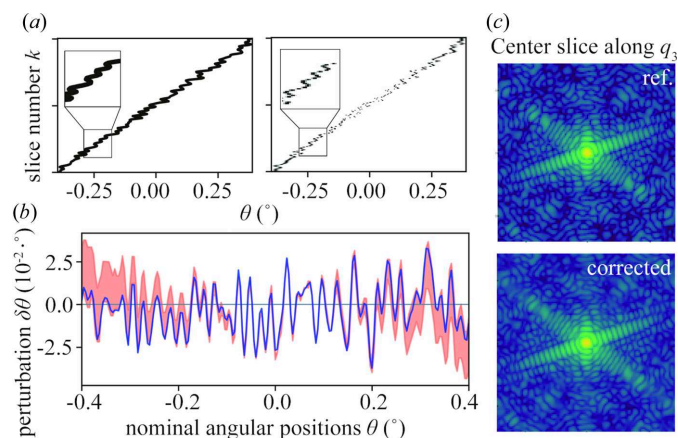 (a)
slice number k
-0.25 0.00 0.25
-0.25 0.00 0.25
θ (°)
(b)
perturbation δθ (10⁻² ·°)
2.5
0.0
-2.5
-0.4 -0.2 0.0 0.2 0.4
nominal angular positions θ (°)
(c)
Center slice along q₃
ref.
corrected